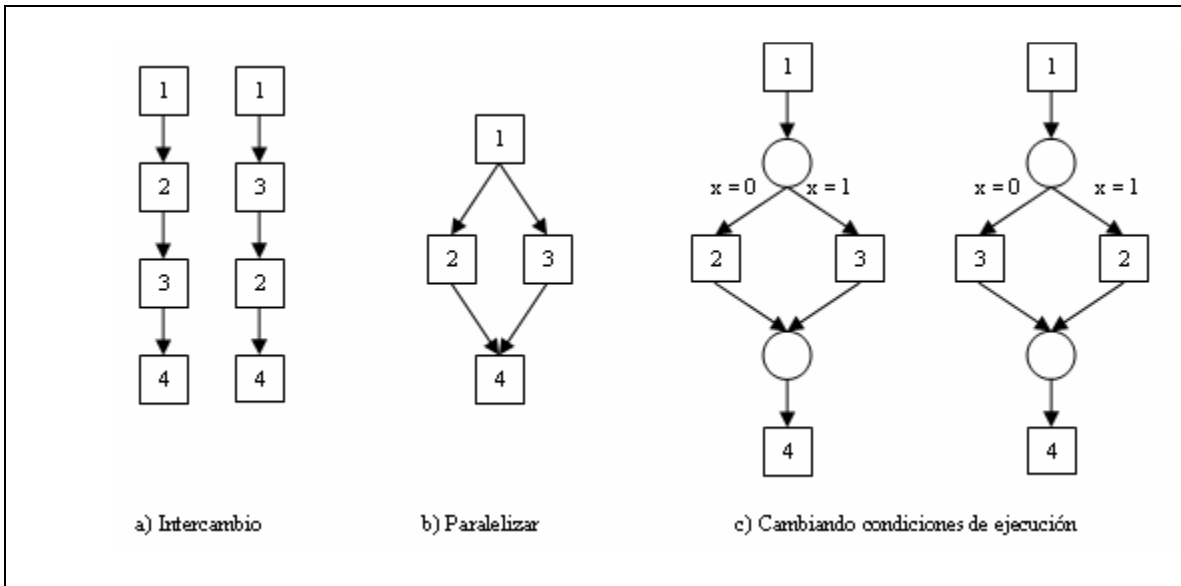 1
2
3
4
1
3
2
4
a) Intercambio
1
2
3
4
b) Paralelizar
1
x = 0
x = 1
2
3
4
1
x = 0
x = 1
3
2
4
c) Cambiando condiciones de ejecución